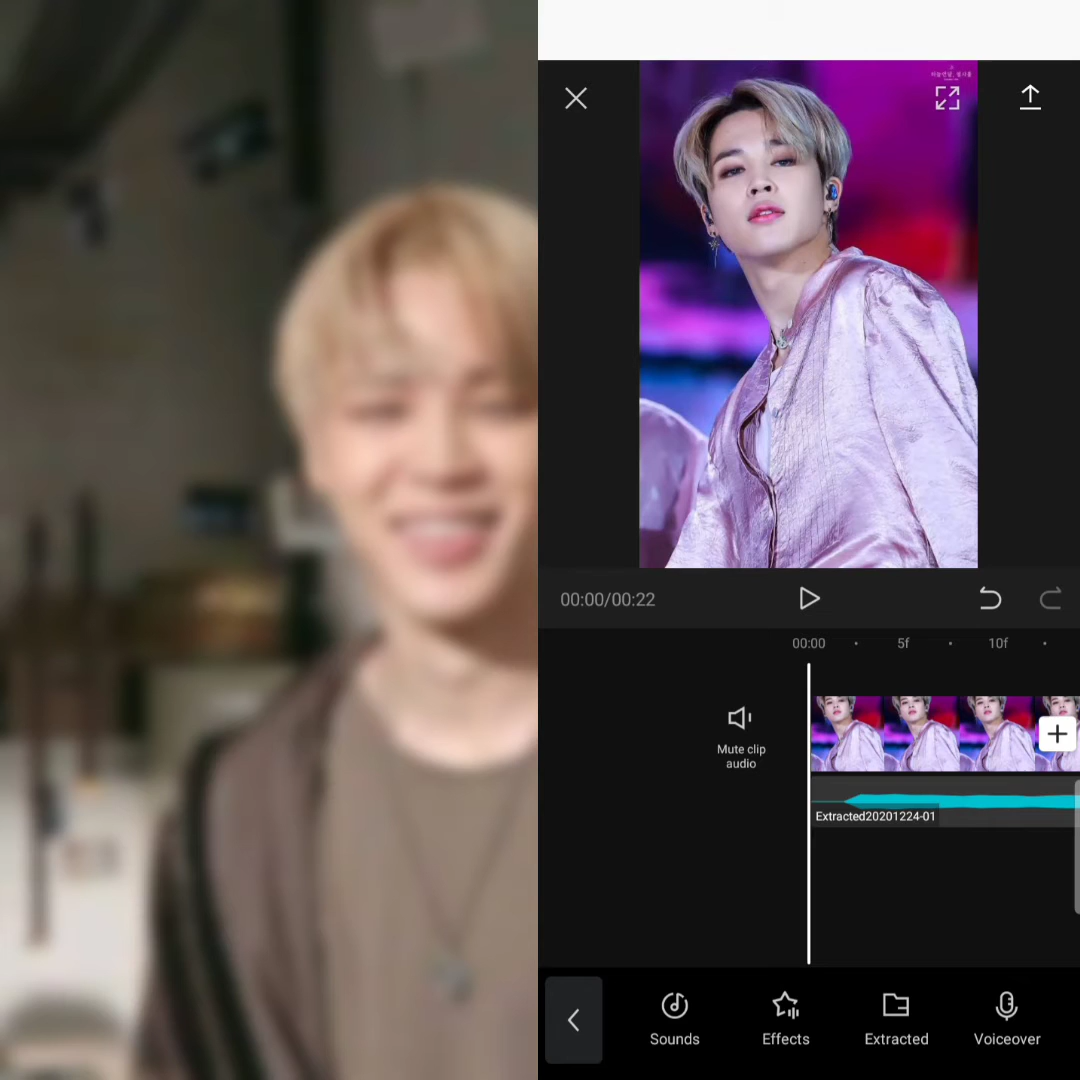 00:00/00:22
00:00
5f
10f
Mute clip
audio
Extracted20201224-01
Sounds
Effects
Extracted
Voiceover